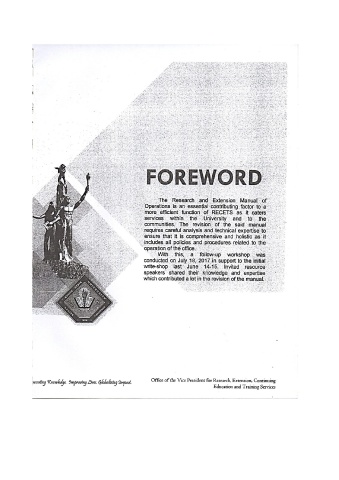 FOREWORD
The Research and Extension Manual of
Operations is an essential contributing factor to a
more efficient function of RECETS as it caters
services within the University and to the
communities. The revision of the said manual
requires careful analysis and technical expertise to
ensure that it is comprehensive and holistic as it
includes all policies and procedures related to the
operation of the office.
With this, a follow-up workshop was
conducted on July 19, 2017 in support to the initial
write-shop last June 14-15. Invited resource
speakers shared their knowledge and expertise
which contributed a lot in the revision of the manual.
Knowledge. Improving Lives. Globalizing
Office of the Vice President for Research, Extension, Continuing
Education and Training Services